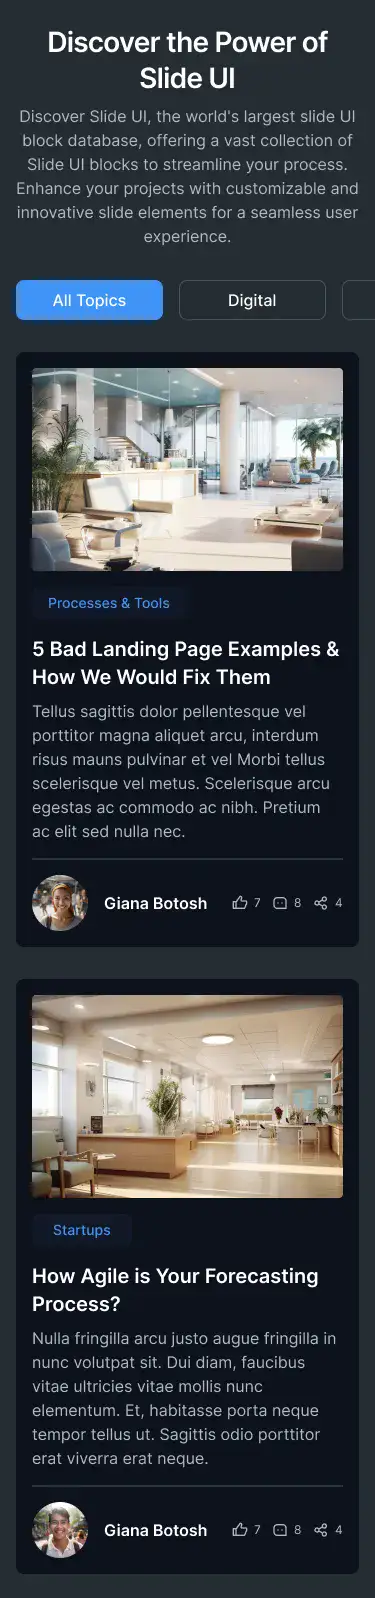 Discover the Power of
Slide UI
Discover Slide UI, the world's largest slide UI
block database, offering a vast collection of
Slide UI blocks to streamline your process.
Enhance your projects with customizable and
innovative slide elements for a seamless user
experience.
All Topics
Digital
Processes & Tools
5 Bad Landing Page Examples &
How We Would Fix Them
Tellus sagittis dolor pellentesque vel
porttitor magna aliquet arcu, interdum
risus mauns pulvinar et vel Morbi tellus
scelerisque vel metus. Scelerisque arcu
egestas ac commodo ac nibh. Pretium
ac elit sed nulla nec.
Giana Botosh 7 8 4
Startups
How Agile is Your Forecasting
Process?
Nulla fringilla arcu justo augue fringilla in
nunc volutpat sit. Dui diam, faucibus
vitae ultricies vitae mollis nunc
elementum. Et, habitasse porta neque
tempor tellus ut. Sagittis odio porttitor
erat viverra erat neque.
Giana Botosh 7 8 4